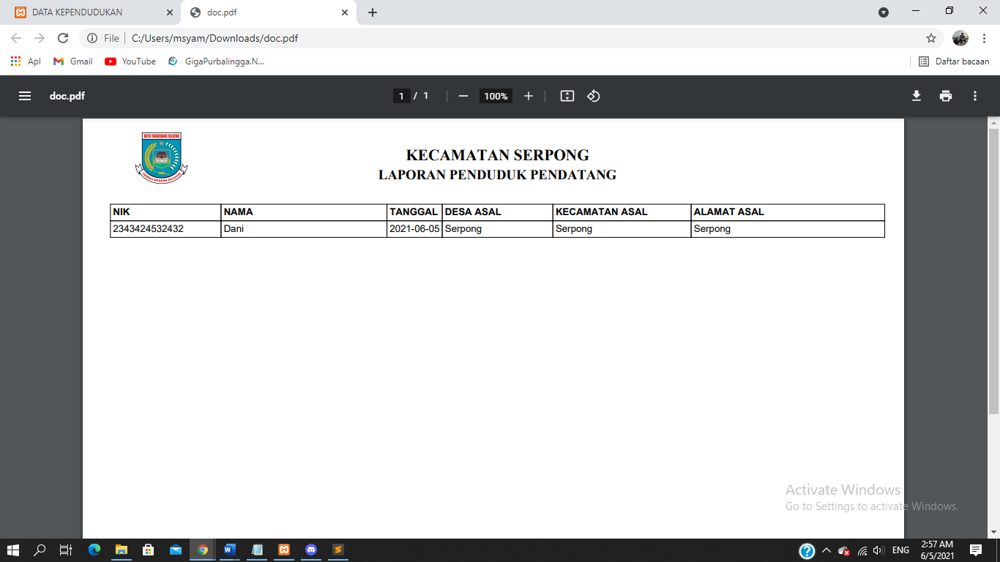 DATA KEPENDUDUKAN
doc.pdf
File
C:/Users/msyam/Downloads/doc.pdf
Apl
Gmail
YouTube
GigaPurbalingga.N...
Daftar bacaan
doc.pdf
1 / 1
100%
KOTA TANGERANG SELATAN
CERDAS MODERN RELIGIUS
KECAMATAN SERPONG
LAPORAN PENDUDUK PENDATANG
NIK NAMA TANGGAL DESA ASAL KECAMATAN ASAL ALAMAT ASAL
2343424532432 Dani 2021-06-05 Serpong Serpong Serpong
Activate Windows
Go to Settings to activate Windows.
ENG
2:57 AM
6/5/2021